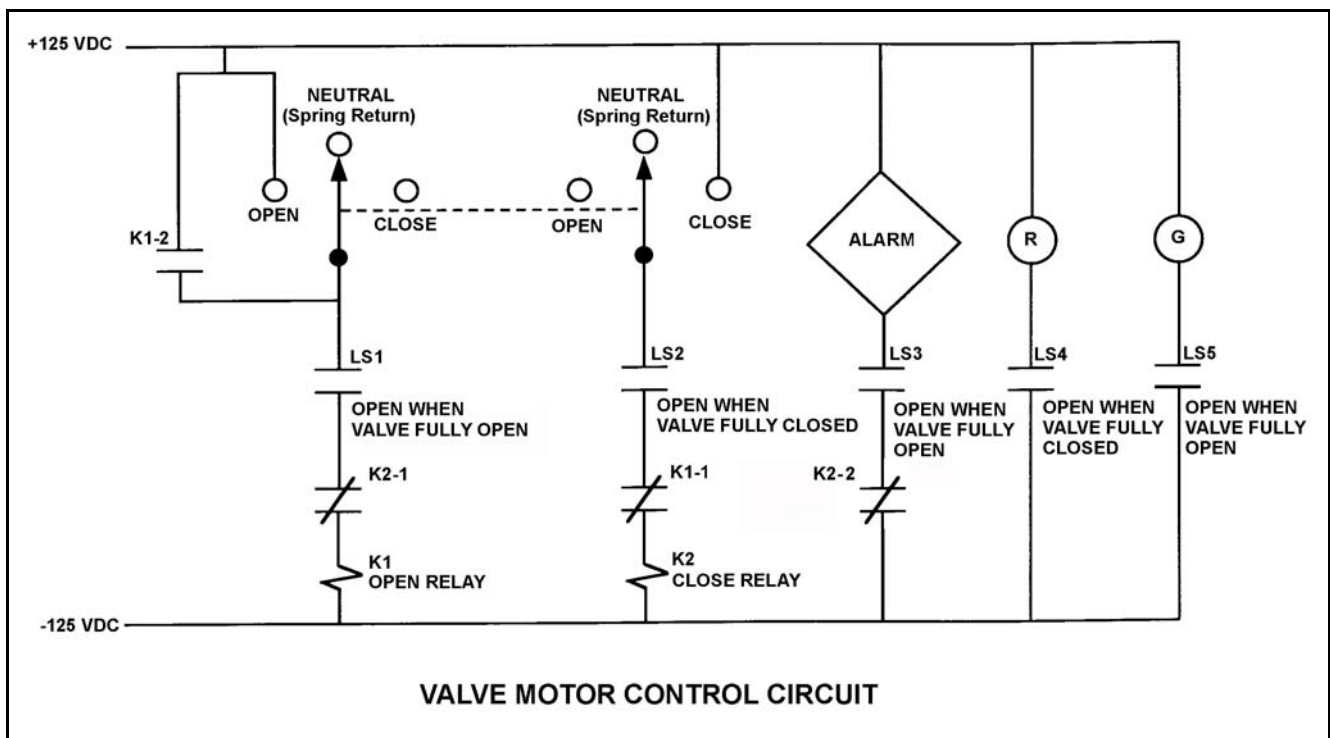 +125 VDC
NEUTRAL
(Spring Return)
NEUTRAL
(Spring Return)
OPEN
CLOSE
OPEN
CLOSE
K1-2
ALARM
R
G
LS1
OPEN WHEN
VALVE FULLY OPEN
LS2
OPEN WHEN
VALVE FULLY CLOSED
LS3
OPEN WHEN
VALVE FULLY
OPEN
LS4
OPEN WHEN
VALVE FULLY
CLOSED
LS5
OPEN WHEN
VALVE FULLY
OPEN
K2-1
K1-1
K2-2
K1
OPEN RELAY
K2
CLOSE RELAY
-125 VDC
VALVE MOTOR CONTROL CIRCUIT